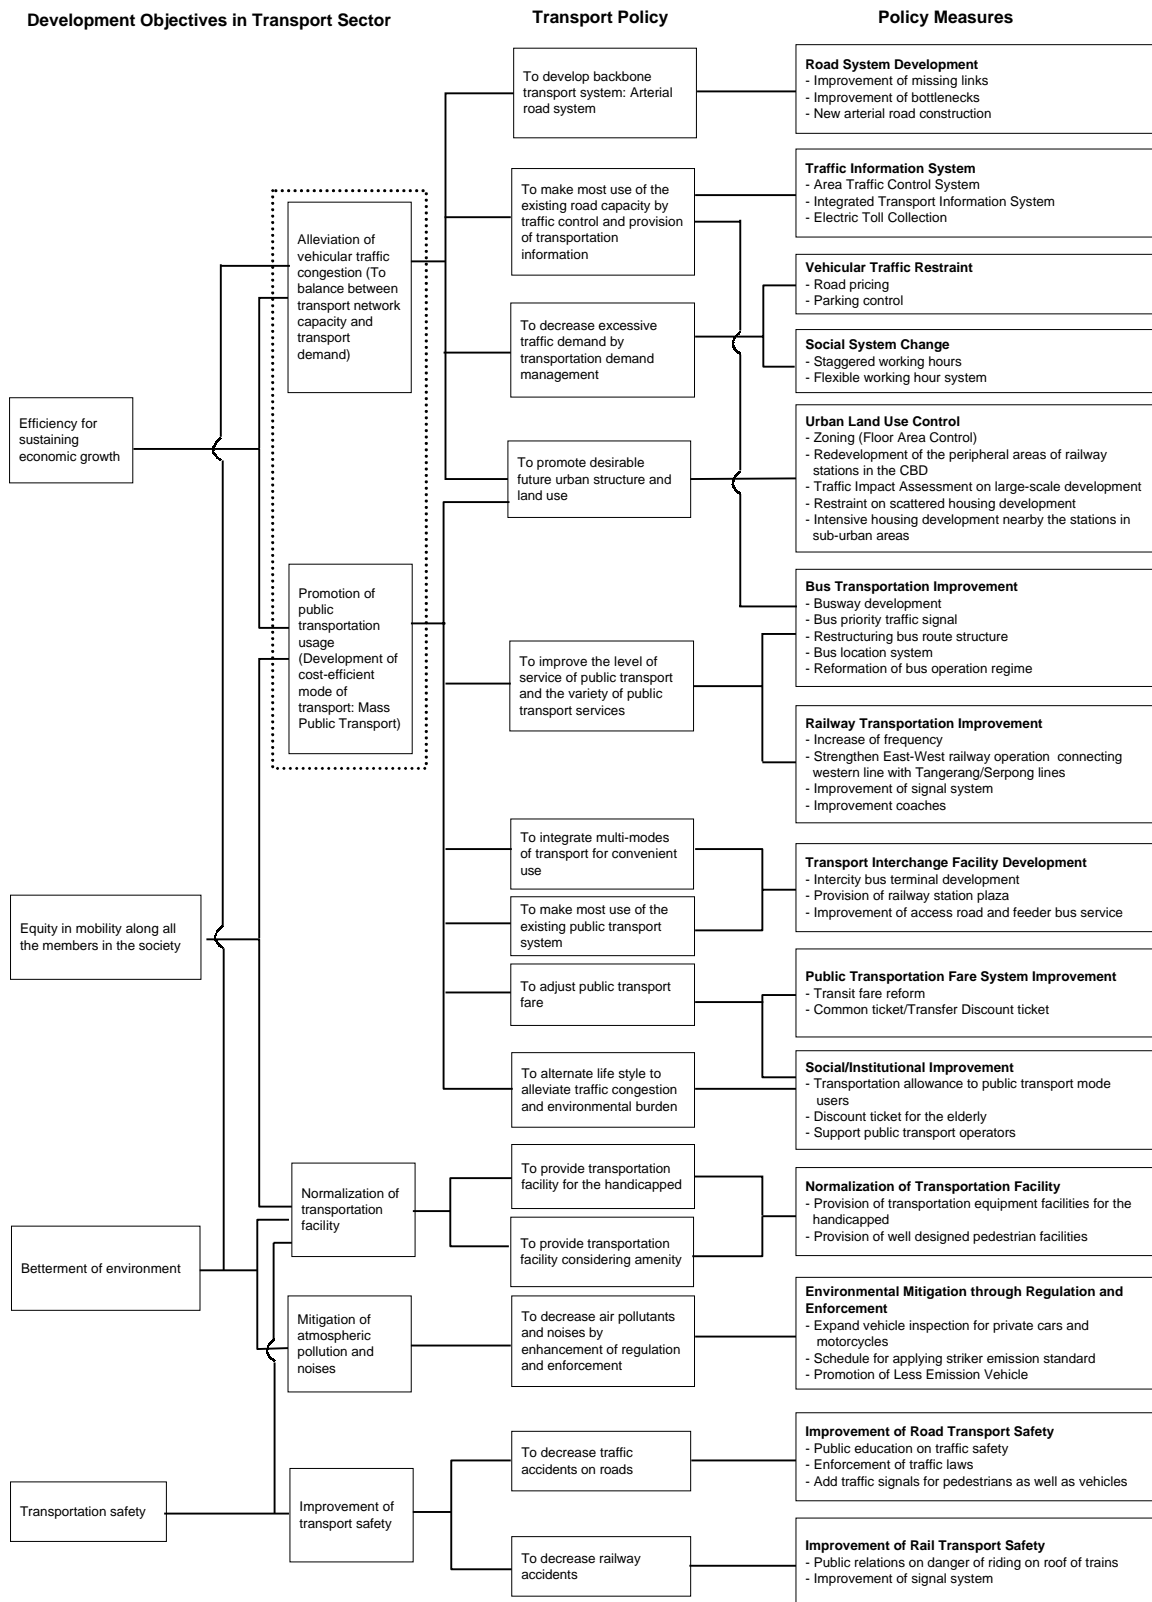 Development Objectives in Transport Sector
Transport Policy
Policy Measures
Efficiency for
sustaining
economic growth
Equity in mobility along all
the members in the society
Betterment of environment
Transportation safety
Alleviation of
vehicular traffic
congestion (To
balance between
transport network
capacity and
transport
demand)
Promotion of
public
transportation
usage
(Development of
cost-efficient
mode of
transport: Mass
Public Transport)
Normalization of
transportation
facility
Mitigation of
atmospheric
pollution and
noises
Improvement of
transport safety
To develop backbone
transport system: Arterial
road system
To make most use of the
existing road capacity by
traffic control and provision
of transportation
information
To decrease excessive
traffic demand by
transportation demand
management
To promote desirable
future urban structure and
land use
To improve the level of
service of public transport
and the variety of public
transport services
To integrate multi-modes
of transport for convenient
use
To make most use of the
existing public transport
system
To adjust public transport
fare
To alternate life style to
alleviate traffic congestion
and environmental burden
To provide transportation
facility for the handicapped
To provide transportation
facility considering amenity
To decrease air pollutants
and noises by
enhancement of regulation
and enforcement
To decrease traffic
accidents on roads
To decrease railway
accidents
Road System Development
- Improvement of missing links
- Improvement of bottlenecks
- New arterial road construction
Traffic Information System
- Area Traffic Control System
- Integrated Transport Information System
- Electric Toll Collection
Vehicular Traffic Restraint
- Road pricing
- Parking control
Social System Change
- Staggered working hours
- Flexible working hour system
Urban Land Use Control
- Zoning (Floor Area Control)
- Redevelopment of the peripheral areas of railway
stations in the CBD
- Traffic Impact Assessment on large-scale development
- Restraint on scattered housing development
- Intensive housing development nearby the stations in
sub-urban areas
Bus Transportation Improvement
- Busway development
- Bus priority traffic signal
- Restructuring bus route structure
- Bus location system
- Reformation of bus operation regime
Railway Transportation Improvement
- Increase of frequency
- Strengthen East-West railway operation connecting
western line with Tangerang/Serpong lines
- Improvement of signal system
- Improvement coaches
Transport Interchange Facility Development
- Intercity bus terminal development
- Provision of railway station plaza
- Improvement of access road and feeder bus service
Public Transportation Fare System Improvement
- Transit fare reform
- Common ticket/Transfer Discount ticket
Social/Institutional Improvement
- Transportation allowance to public transport mode
users
- Discount ticket for the elderly
- Support public transport operators
Normalization of Transportation Facility
- Provision of transportation equipment facilities for the
handicapped
- Provision of well designed pedestrian facilities
Environmental Mitigation through Regulation and
Enforcement
- Expand vehicle inspection for private cars and
motorcycles
- Schedule for applying striker emission standard
- Promotion of Less Emission Vehicle
Improvement of Road Transport Safety
- Public education on traffic safety
- Enforcement of traffic laws
- Add traffic signals for pedestrians as well as vehicles
Improvement of Rail Transport Safety
- Public relations on danger of riding on roof of trains
- Improvement of signal system